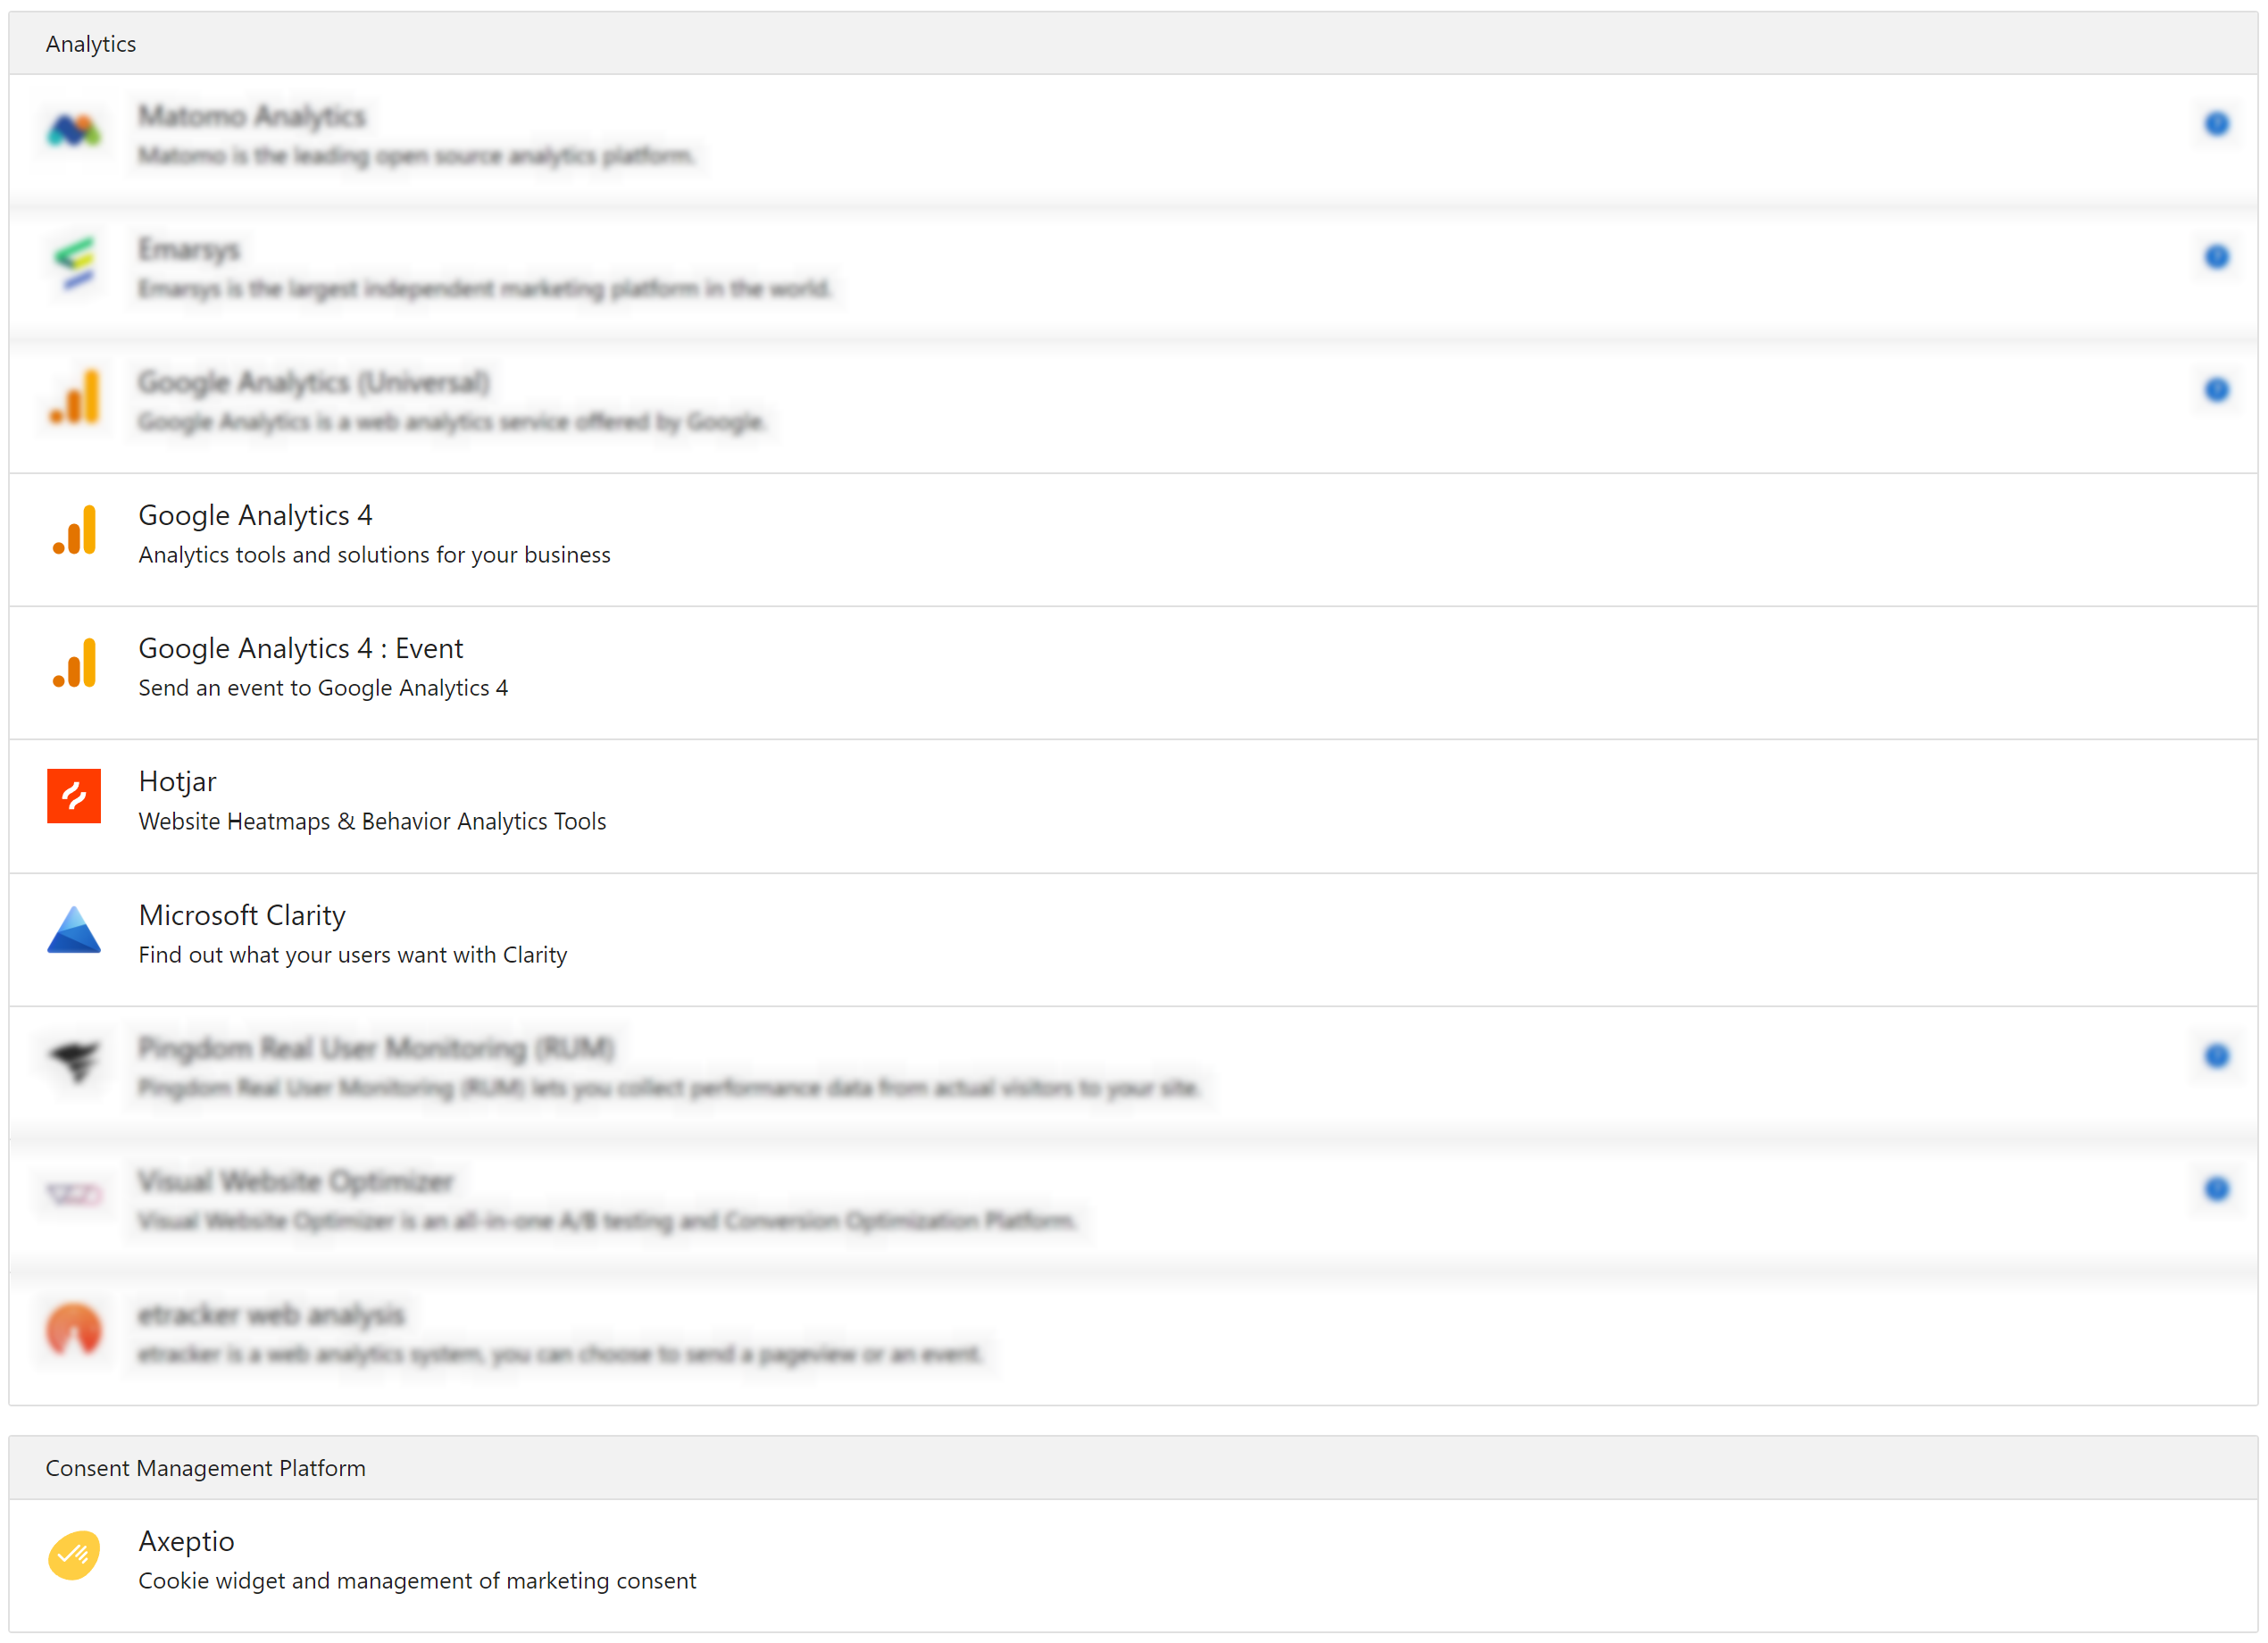 Analytics
Matomo Analytics
Matomo is the leading open source analytics platform.
Emarsys
Emarsys is the largest independent marketing platform in the world.
Google Analytics (Universal)
Google Analytics is a web analytics service offered by Google.
Google Analytics 4
Analytics tools and solutions for your business
Google Analytics 4 : Event
Send an event to Google Analytics 4
Hotjar
Website Heatmaps & Behavior Analytics Tools
Microsoft Clarity
Find out what your users want with Clarity
Pingdom Real User Monitoring (RUM)
Pingdom Real User Monitoring (RUM) lets you collect performance data from actual visitors to your site.
Visual Website Optimizer
Visual Website Optimizer is an all-in-one A/B testing and Conversion Optimization Platform.
etracker web analysis
etracker is a web analytics system, you can choose to send a pageview or an event.
Consent Management Platform
Axeptio
Cookie widget and management of marketing consent